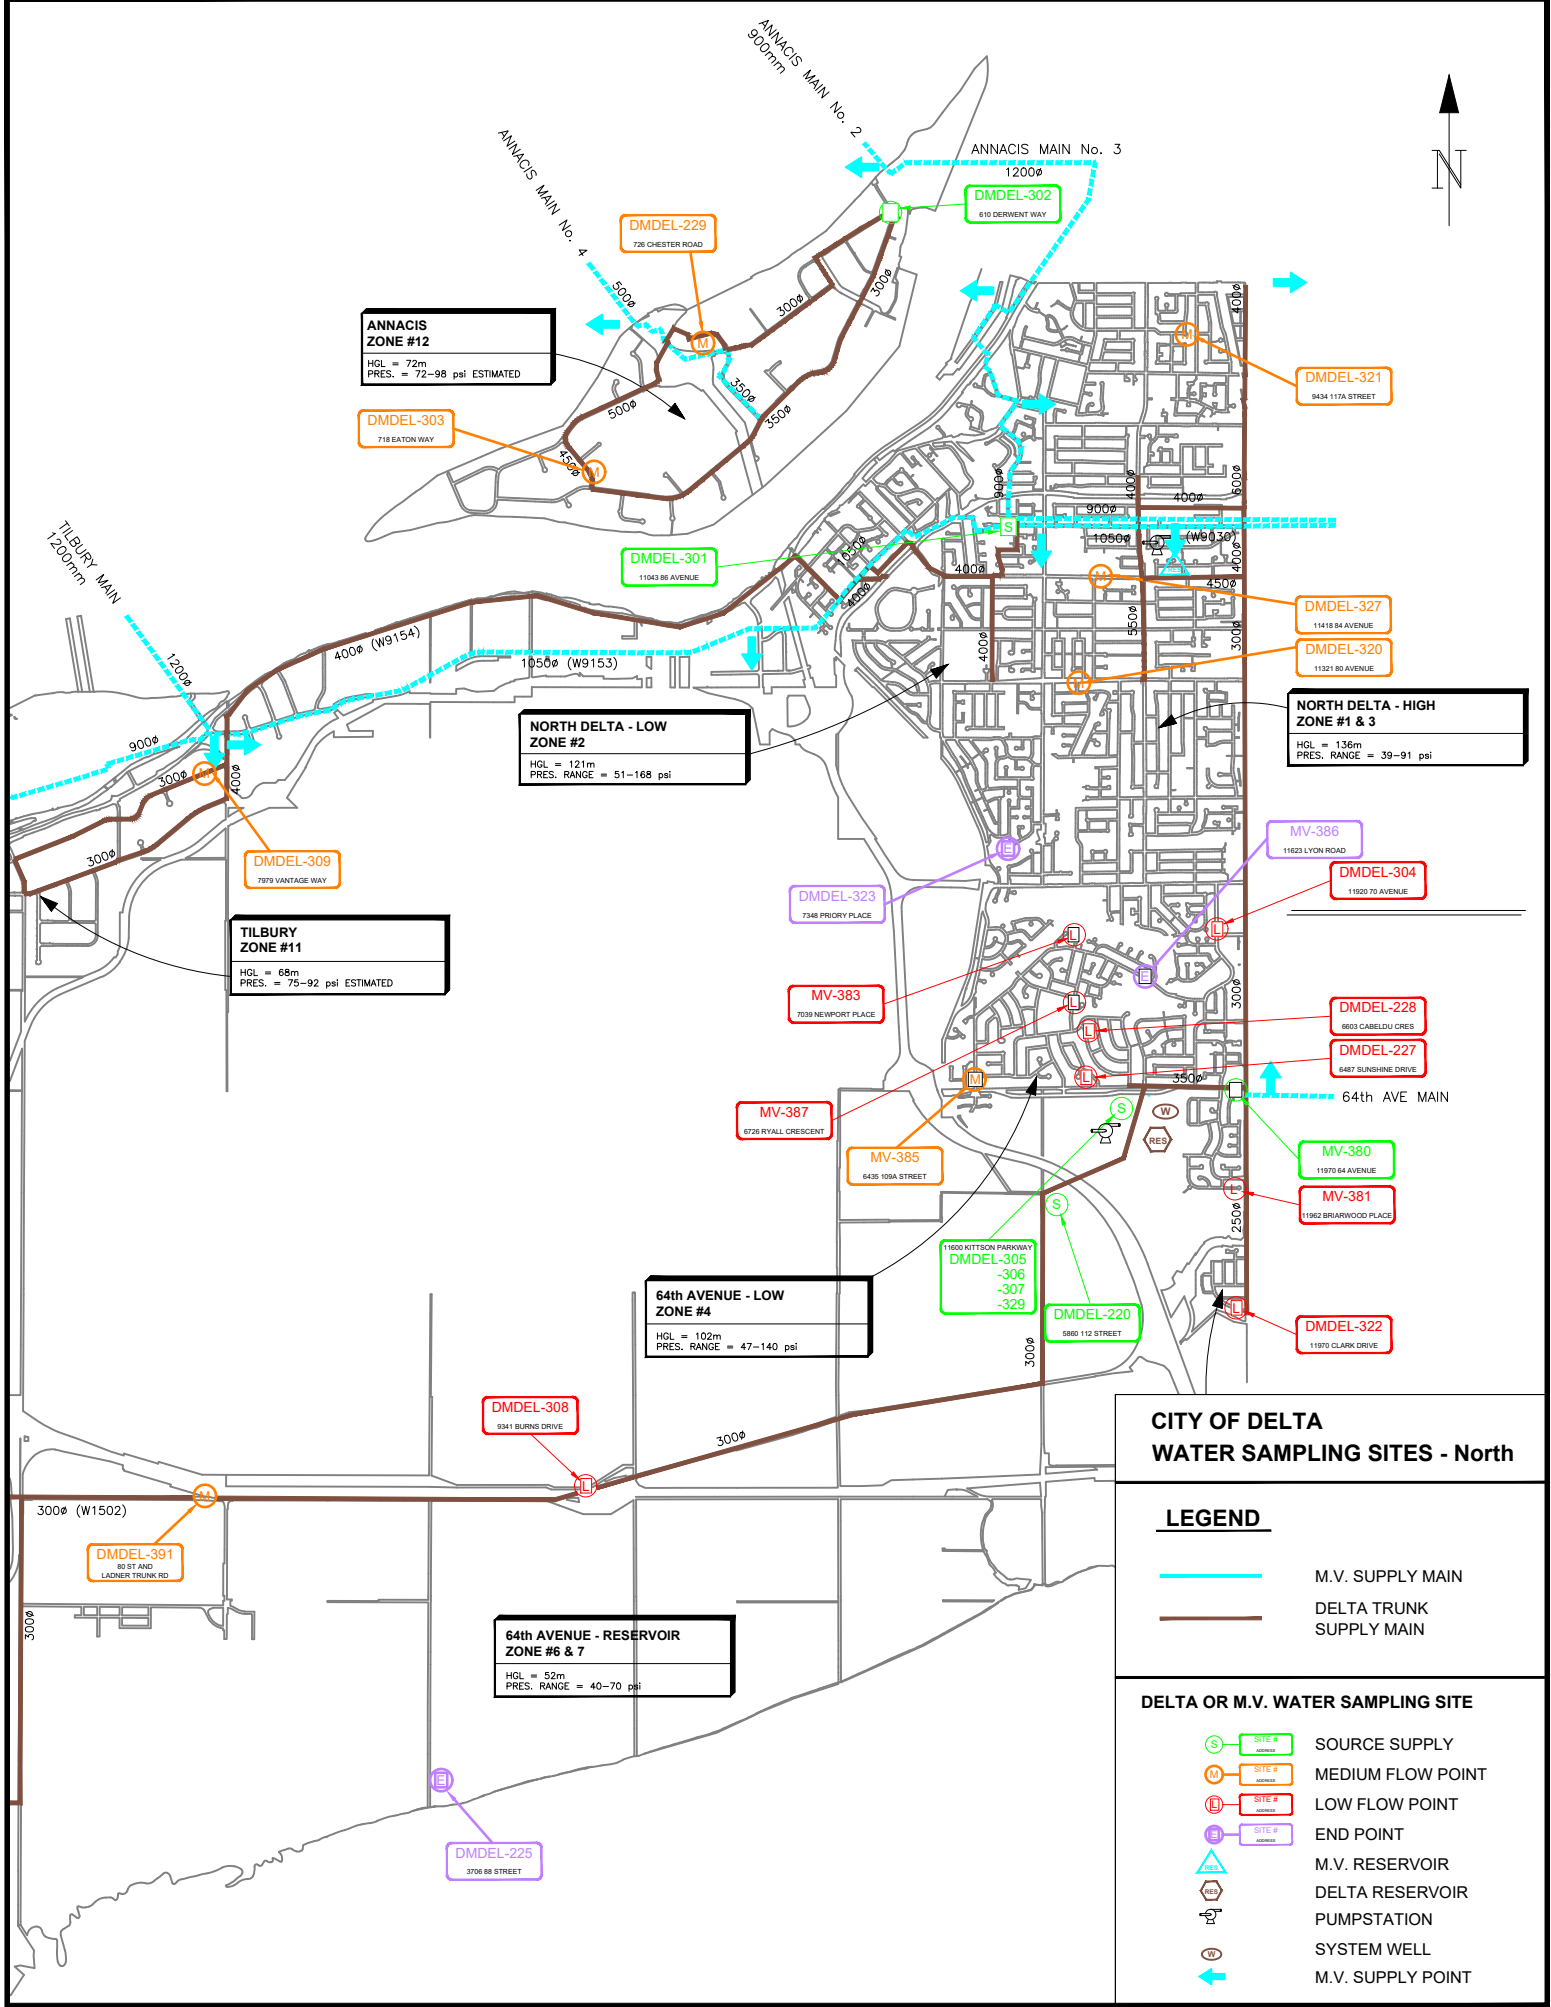 ANNACIS MAIN No. 2
900mm
ANNACIS MAIN No. 3
1200ø
N
ANNACIS MAIN No. 4
500ø
DMDEL-302
610 DERWENT WAY
DMDEL-229
726 CHESTER ROAD
300ø
300ø
400ø
ANNACIS
ZONE #12
HGL = 72m
PRES. = 72-98 psi ESTIMATED
M
M
DMDEL-321
9434 117A STREET
350ø
350ø
500ø
DMDEL-303
718 EATON WAY
450ø
M
900ø
400ø
400ø
600ø
900ø
1050ø
(W9030)
400ø
S
RES
TILBURY MAIN
1200mm
DMDEL-301
11043 86 AVENUE
1050ø
400ø
400ø
M
450ø
DMDEL-327
11418 84 AVENUE
550ø
300ø
400ø
400ø (W9154)
1050ø (W9153)
DMDEL-320
11321 80 AVENUE
M
1200ø
900ø
NORTH DELTA - LOW
ZONE #2
HGL = 121m
PRES. RANGE = 51-168 psi
NORTH DELTA - HIGH
ZONE #1 & 3
HGL = 136m
PRES. RANGE = 39-91 psi
300ø
M
400ø
300ø
DMDEL-309
7979 VANTAGE WAY
MV-386
11623 LYON ROAD
E
DMDEL-304
11920 70 AVENUE
DMDEL-323
7348 PRIORY PLACE
TILBURY
ZONE #11
HGL = 68m
PRES. = 75-92 psi ESTIMATED
L
L
E
MV-383
7039 NEWPORT PLACE
300ø
L
DMDEL-228
6603 CABELDU CRES
L
DMDEL-227
6487 SUNSHINE DRIVE
M
L
350ø
64th AVE MAIN
MV-387
6726 RYALL CRESCENT
S
W
RES
MV-385
6435 109A STREET
MV-380
11970 64 AVENUE
L
MV-381
11962 BRIARWOOD PLACE
S
250ø
11600 KITTSON PARKWAY
DMDEL-305
-306
-307
-329
DMDEL-220
5860 112 STREET
64th AVENUE - LOW
ZONE #4
HGL = 102m
PRES. RANGE = 47-140 psi
L
DMDEL-322
11970 CLARK DRIVE
300ø
DMDEL-308
9341 BURNS DRIVE
300ø
L
M
300ø (W1502)
DMDEL-391
80 ST AND
LADNER TRUNK RD
300ø
64th AVENUE - RESERVOIR
ZONE #6 & 7
HGL = 52m
PRES. RANGE = 40-70 psi
E
DMDEL-225
3706 88 STREET
CITY OF DELTA
WATER SAMPLING SITES - North
LEGEND
M.V. SUPPLY MAIN
DELTA TRUNK
SUPPLY MAIN
DELTA OR M.V. WATER SAMPLING SITE
S SITE # ADDRESS SOURCE SUPPLY
M SITE # ADDRESS MEDIUM FLOW POINT
L SITE # ADDRESS LOW FLOW POINT
E SITE # ADDRESS END POINT
RES M.V. RESERVOIR
RES DELTA RESERVOIR
PUMPSTATION
W SYSTEM WELL
M.V. SUPPLY POINT